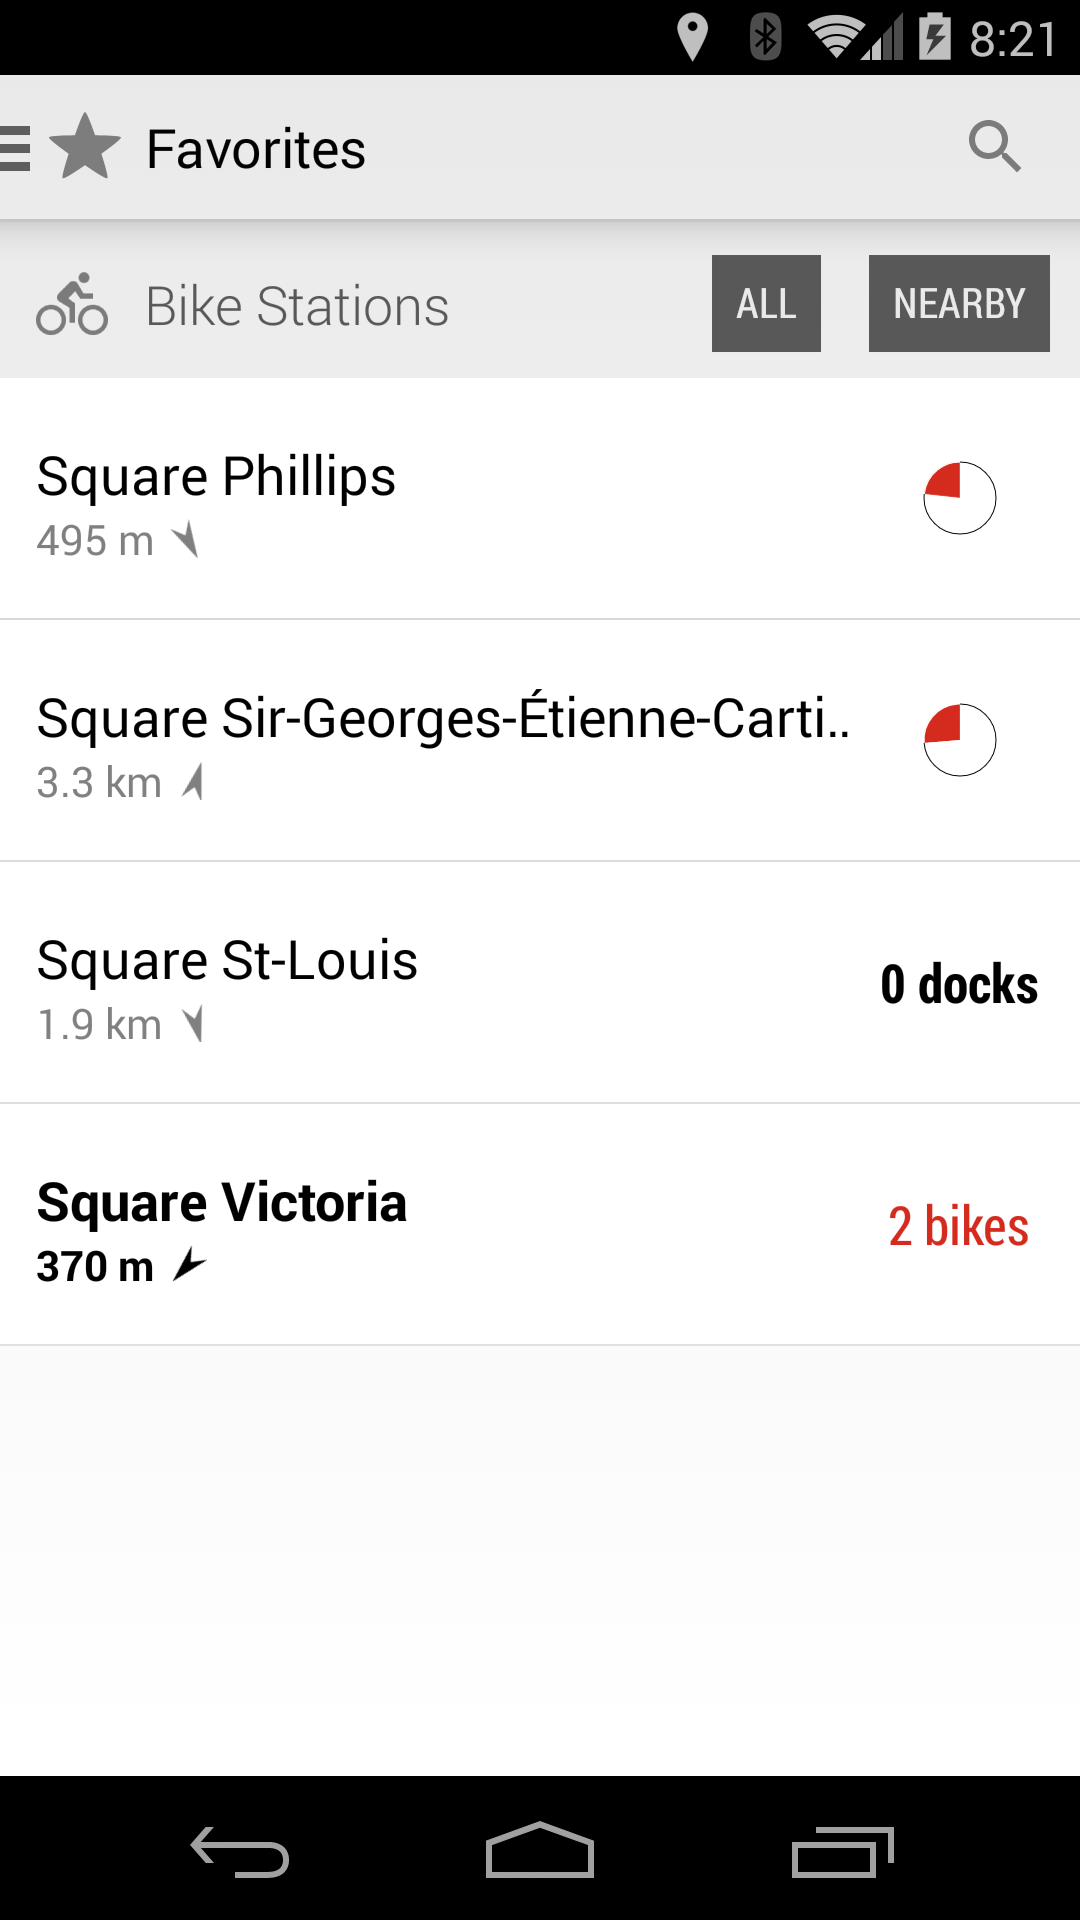 8:21
Favorites
Bike Stations ALL NEARBY
Square Phillips
495 m
Square Sir-Georges-Étienne-Carti..
3.3 km
Square St-Louis
1.9 km
0 docks
Square Victoria
370 m
2 bikes